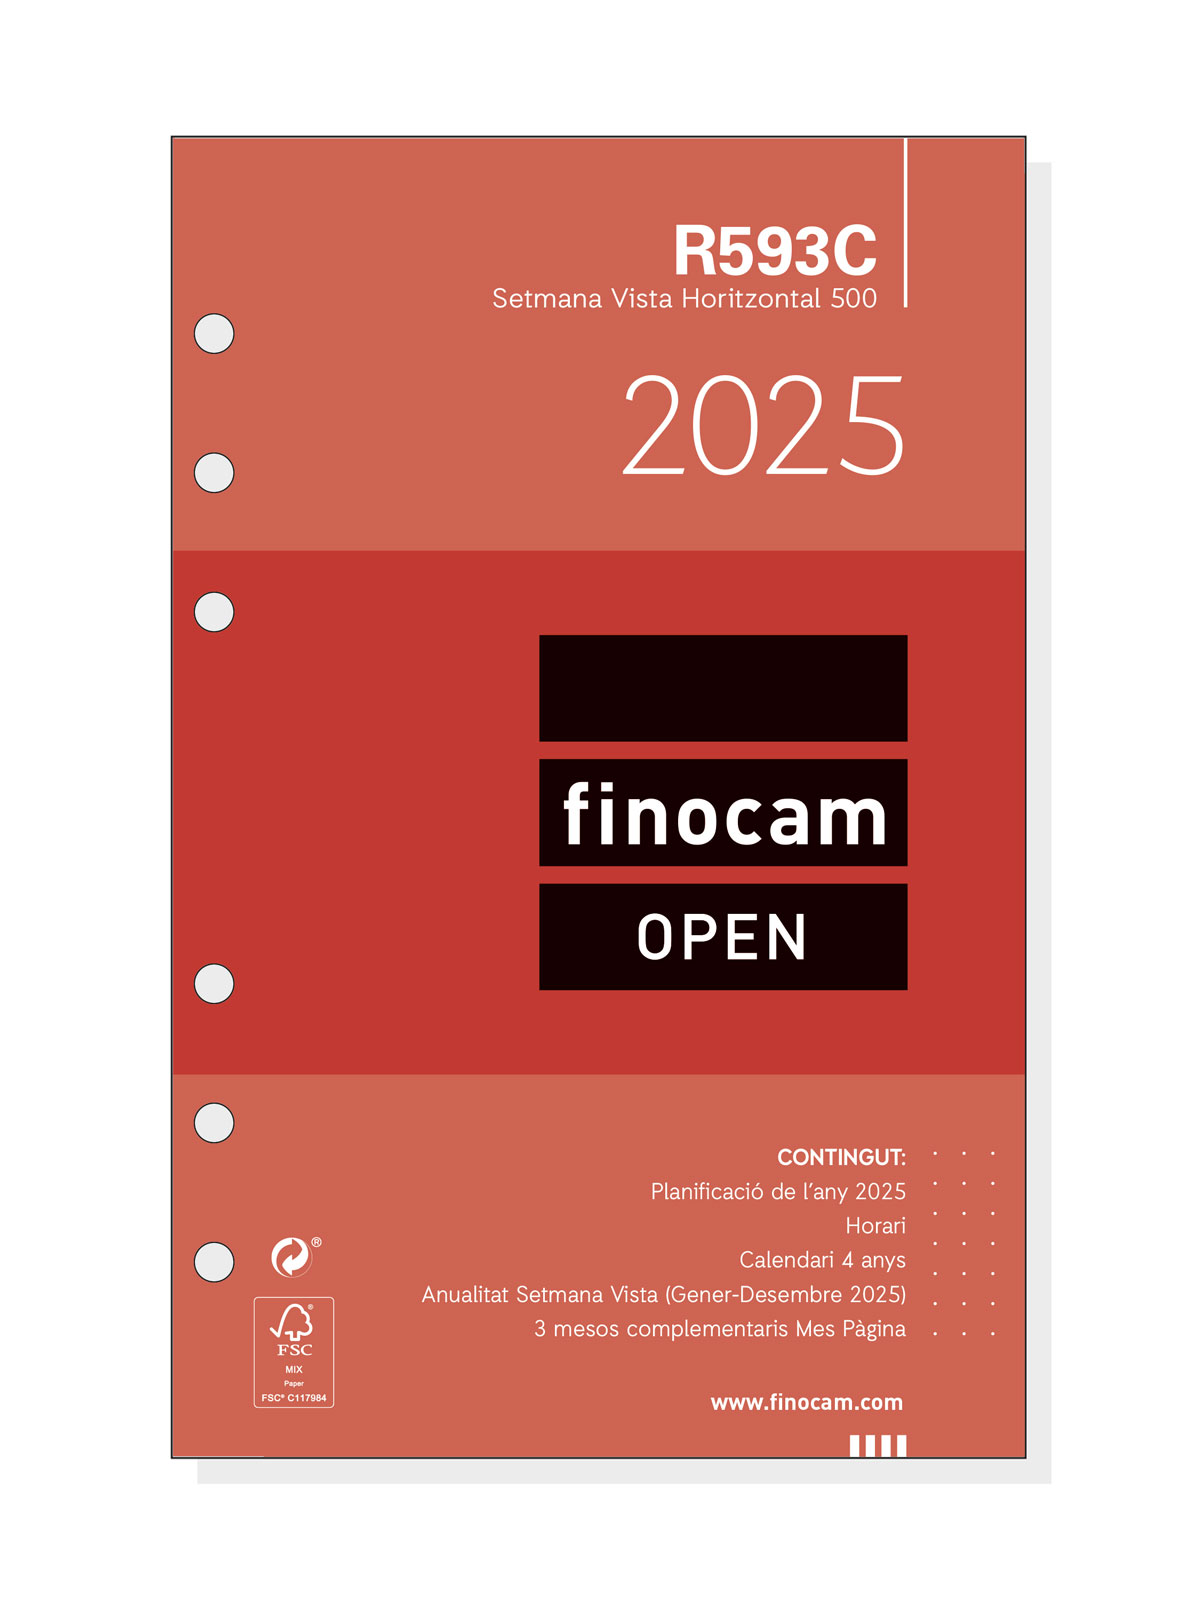 R593C
Setmana Vista Horitzontal 500
2025
finocam
OPEN
CONTINGUT:
Planificació de l'any 2025
Horari
Calendari 4 anys
Anualitat Setmana Vista (Gener-Desembre 2025)
3 mesos complementaris Mes Pàgina
®
®
FSC
MIX
Paper
FSC® C117984
www.finocam.com